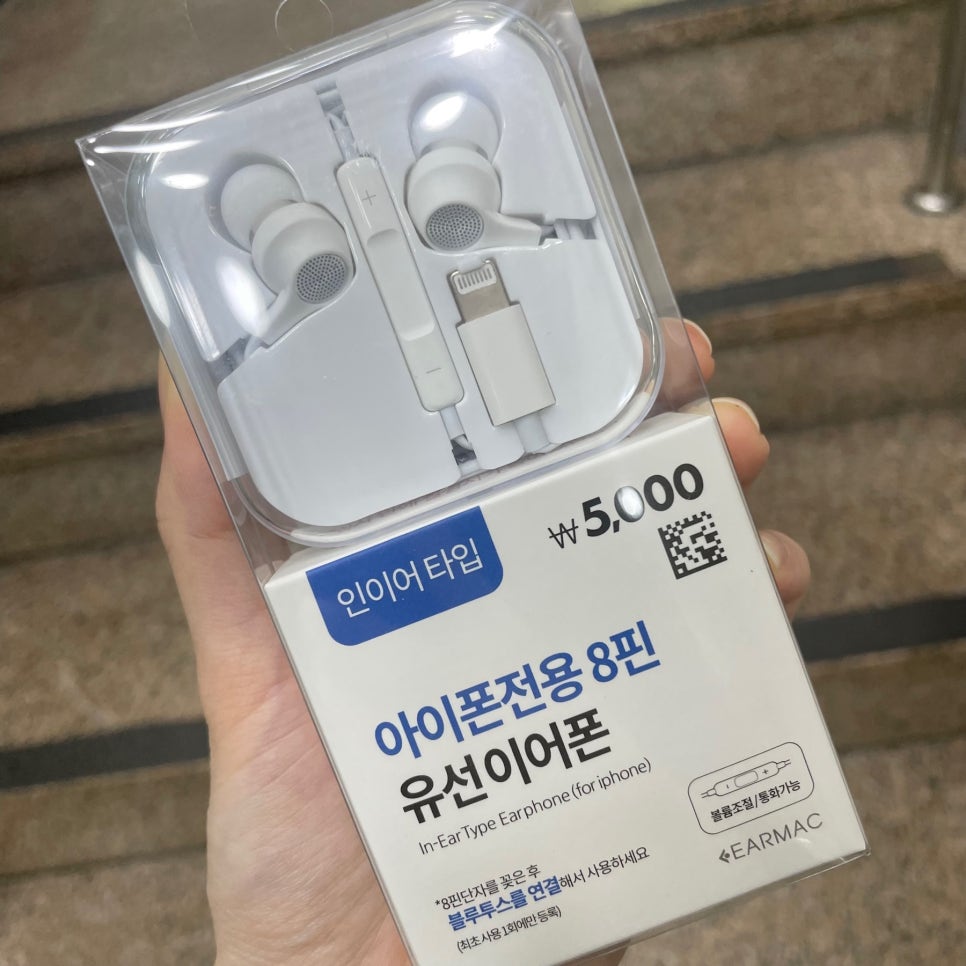 +
−
₩5,000
인이어 타입
아이폰전용 8핀
유선이어폰
In-Ear Type Earphone (for iphone)
- +
볼륨조절/통화가능
EARMAC
*8핀단자를 꽂은 후
블루투스를 연결해서 사용하세요
(최초 사용 1회에만 등록)